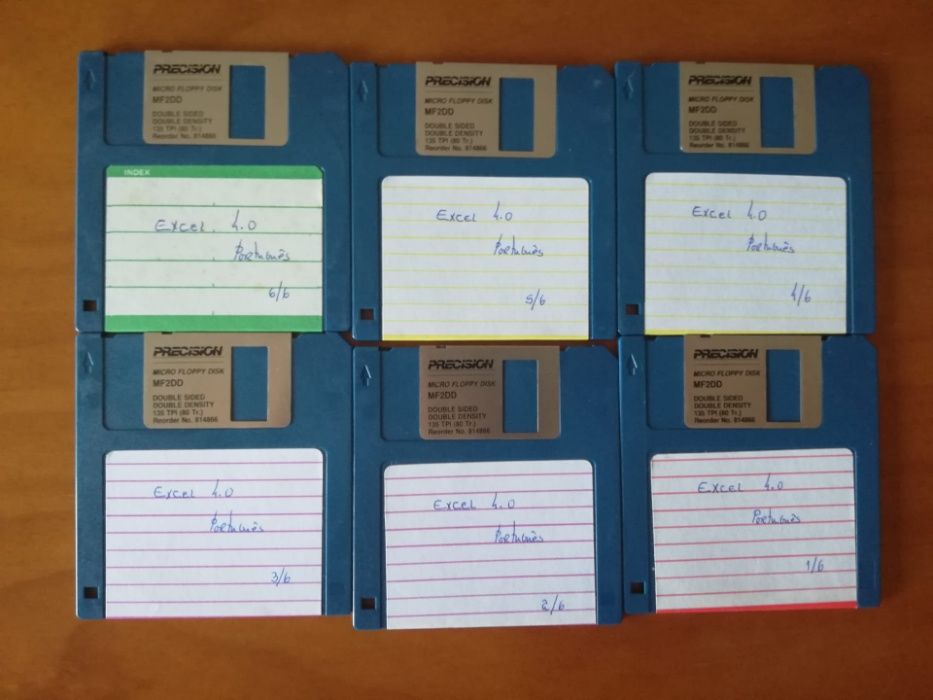 PRECISION
MICRO FLOPPY DISK
MF2DD
DOUBLE SIDED
DOUBLE DENSITY
135 TPI (80 Tr.)
Reorder No. 814866
INDEX
Excel 4.0
Português
6/6
PRECISION
MICRO FLOPPY DISK
MF2DD
DOUBLE SIDED
DOUBLE DENSITY
135 TPI (80 Tr.)
Reorder No. 814866
Excel 4.0
Português
5/6
PRECISION
MICRO FLOPPY DISK
MF2DD
DOUBLE SIDED
DOUBLE DENSITY
135 TPI (80 Tr.)
Reorder No. 814866
Excel 4.0
Português
4/6
PRECISION
MICRO FLOPPY DISK
MF2DD
DOUBLE SIDED
DOUBLE DENSITY
135 TPI (80 Tr.)
Reorder No. 814866
Excel 4.0
Português
3/6
PRECISION
MICRO FLOPPY DISK
MF2DD
DOUBLE SIDED
DOUBLE DENSITY
135 TPI (80 Tr.)
Reorder No. 814866
Excel 4.0
Português
2/6
PRECISION
MICRO FLOPPY DISK
MF2DD
DOUBLE SIDED
DOUBLE DENSITY
135 TPI (80 Tr.)
Reorder No. 814866
Excel 4.0
Português
1/6